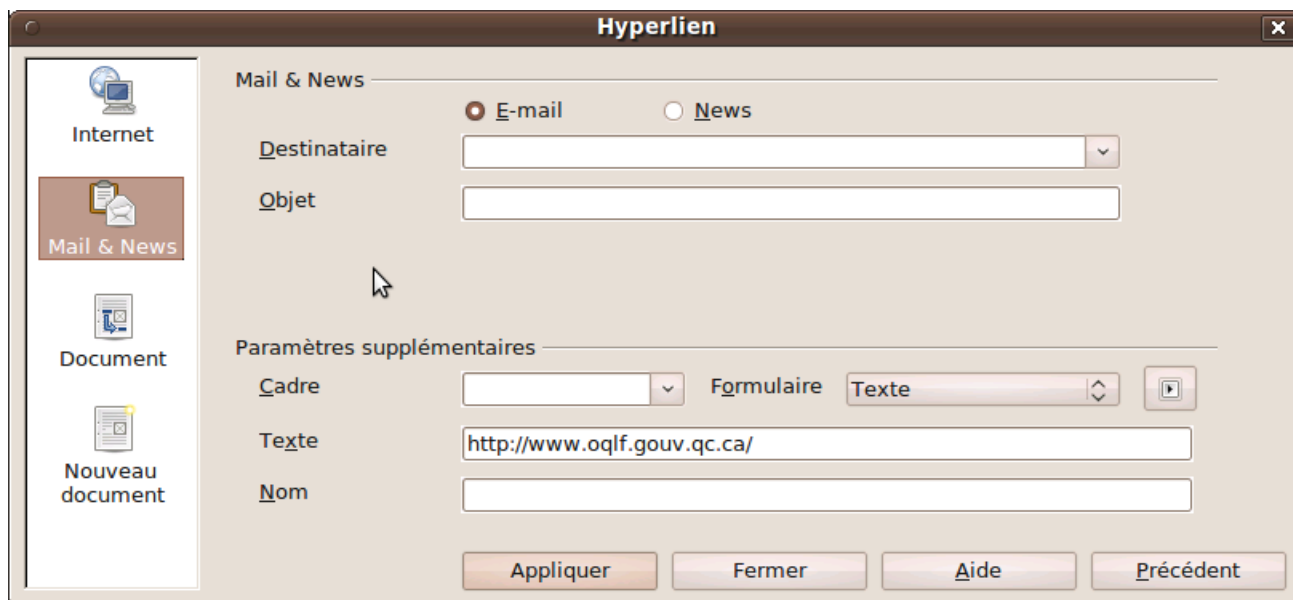 Hyperlien
Internet
Mail & News
Document
Nouveau
document
Mail & News
E-mail News
Destinataire
Objet
Paramètres supplémentaires
Cadre Formulaire Texte
Texte http://www.oqlf.gouv.qc.ca/
Nom
Appliquer Fermer Aide Précédent